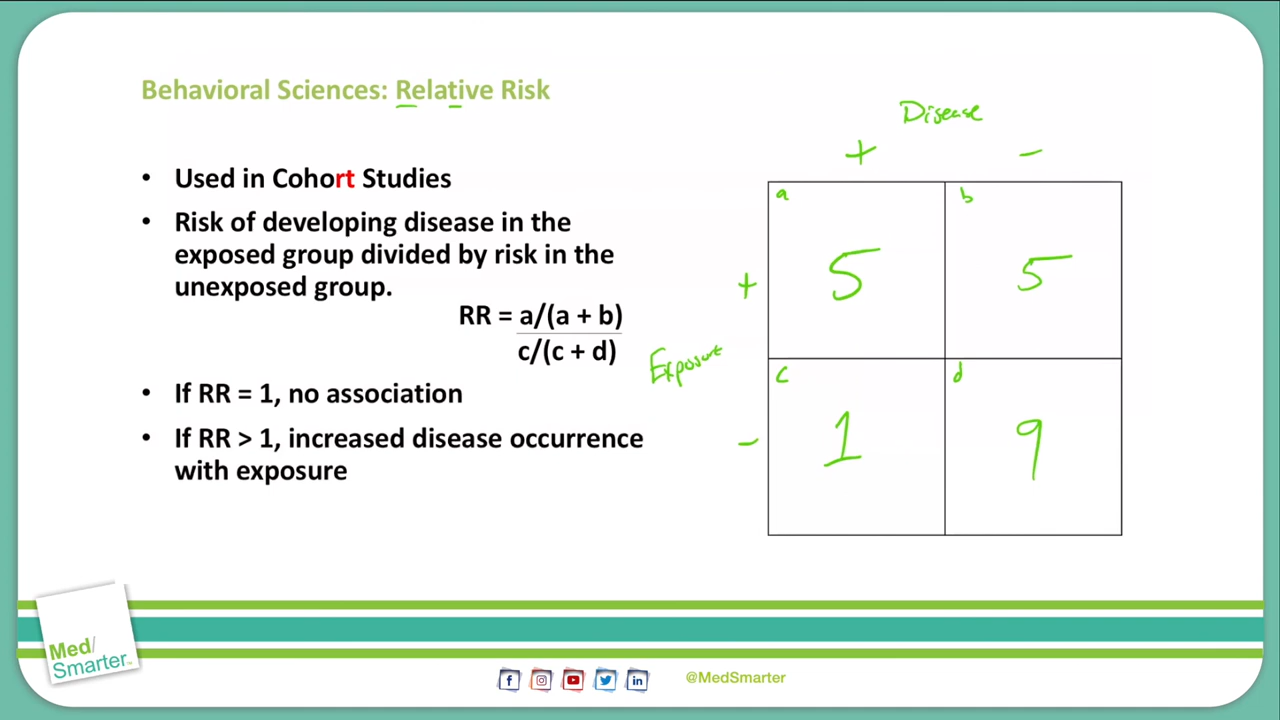 Behavioral Sciences: Relative Risk
• Used in Cohort Studies
• Risk of developing disease in the
exposed group divided by risk in the
unexposed group.
RR = a/(a + b)
c/(c + d)
• If RR = 1, no association
• If RR > 1, increased disease occurrence
with exposure
Disease
+ −
a b
+ 5 5
Exposure
c d
− 1 9
Med/
Smarter™
@MedSmarter